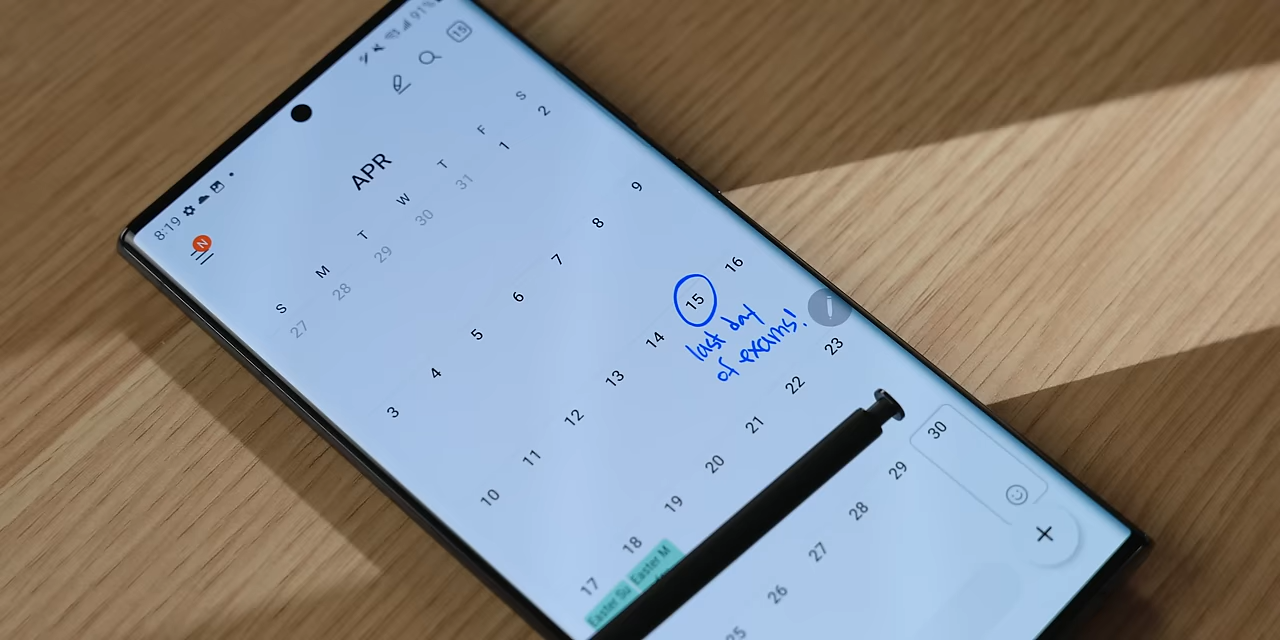 8:19 91%
15
N
APR
S M T W T F S
27 28 29 30 31 1 2
3 4 5 6 7 8 9
10 11 12 13 14 15 16
last day
of exams!
17 18 19 20 21 22 23
Easter Su Easter M
25 26 27 28 29 30